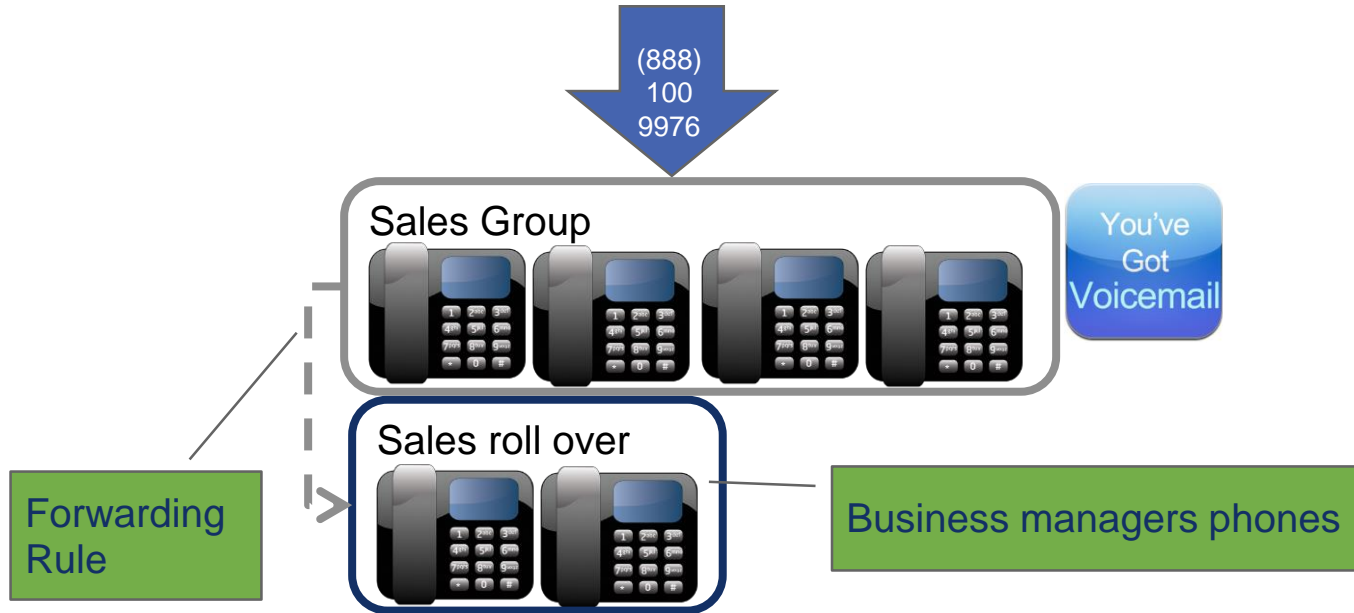 (888)
100
9976
Sales Group
You've
Got
Voicemail
Sales roll over
Forwarding
Rule
Business managers phones